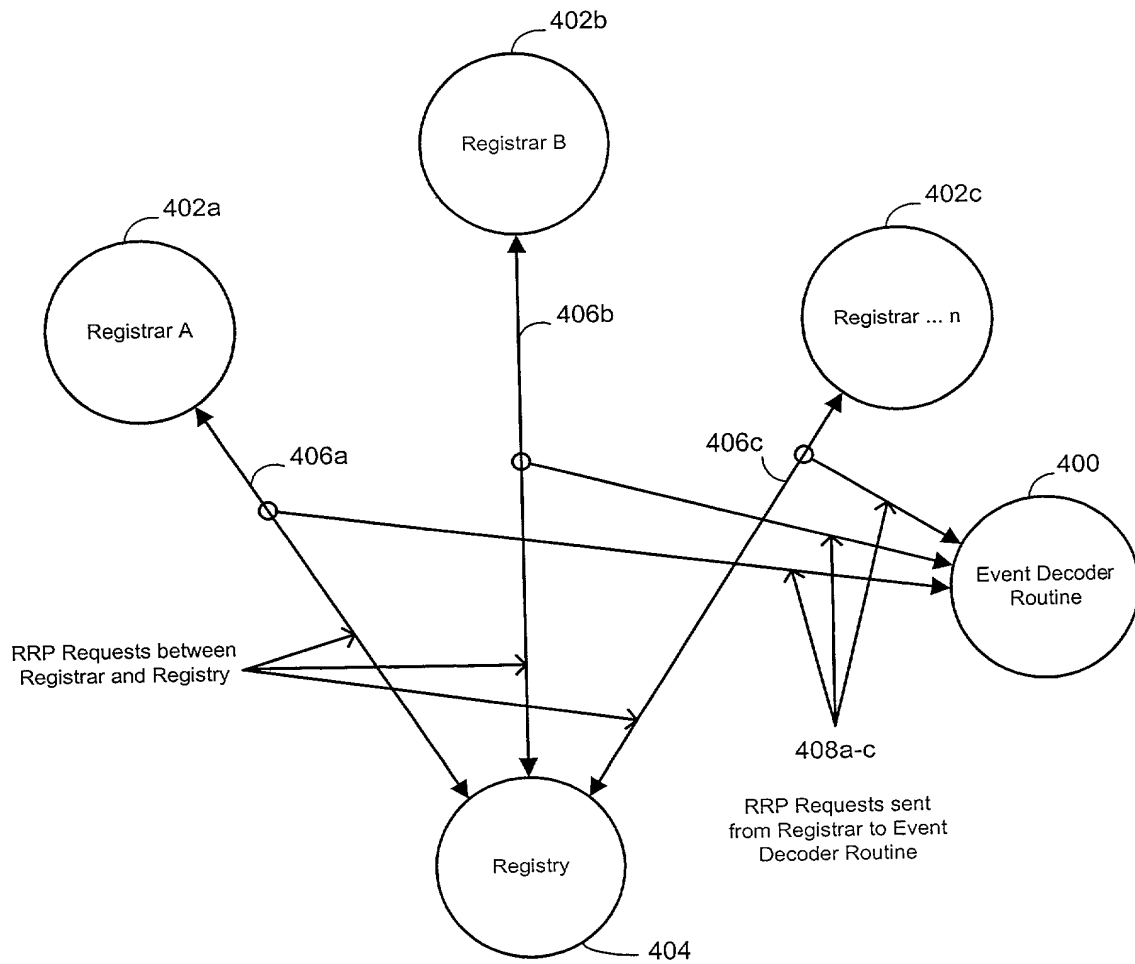 402b
Registrar B
402a
402c
Registrar A
406b
Registrar ... n
406a
406c
400
Event Decoder
Routine
RRP Requests between
Registrar and Registry
408a-c
RRP Requests sent
from Registrar to Event
Decoder Routine
Registry
404